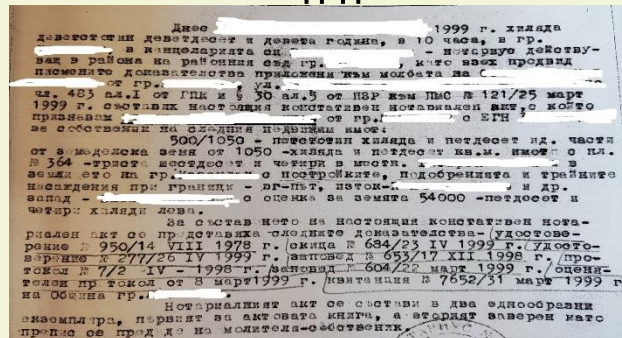 Днес 1999 г. хиляда
деветстотин деветдесет и девета година, в 10 часа, в гр.
в канцеларията си - нотариус действу-
ващ в района на районния съд гр. като взех предвид
писмените доказателства приложени към молбата за
от гр. ул.
чл. 483 ал.I от ГПК и § 30 ал.5 от ПЗР към ПМС № 121/25 март
1999 г. съставих настоящия констативен нотариален акт, с който
признавам от гр. с ЕГН
за собственик на следния недвижим имот:
500/1050 - петстотин хиляда и петдесет ид. части
от земеделска земя от 1050 -хиляда и петдесет кв.м. имот с пл.
№ 364 -триста шестдесет и четири в местн. в
землището на гр. с постройките, подобренията и трайните
насаждения при граници - юг-път, изток- и др.
запад - с оценка за земята 54000 -петдесет и
четири хиляди лева.
За съставянето на настоящия констативен нота-
риален акт се представиха следните доказателства: удостове-
рение № 950/14 VIII 1978 г. скица № 684/23 IV 1999 г. удосто-
верение № 277/26 IV 1999 г. заповед № 653/17 XII 1998 г. про-
токол № 7/2 IV - 1998 г. заповед 604/22 март 1999 г. оцени-
телен протокол от 8 март 1999 г. квитанция № 7652/31 март 1999 г
на Община гр.
Нотариалният акт се състави в два еднообразни
екземпляра, първият за актовата книга, а вторият заверен като
препис се предаде на молителя-собственик.